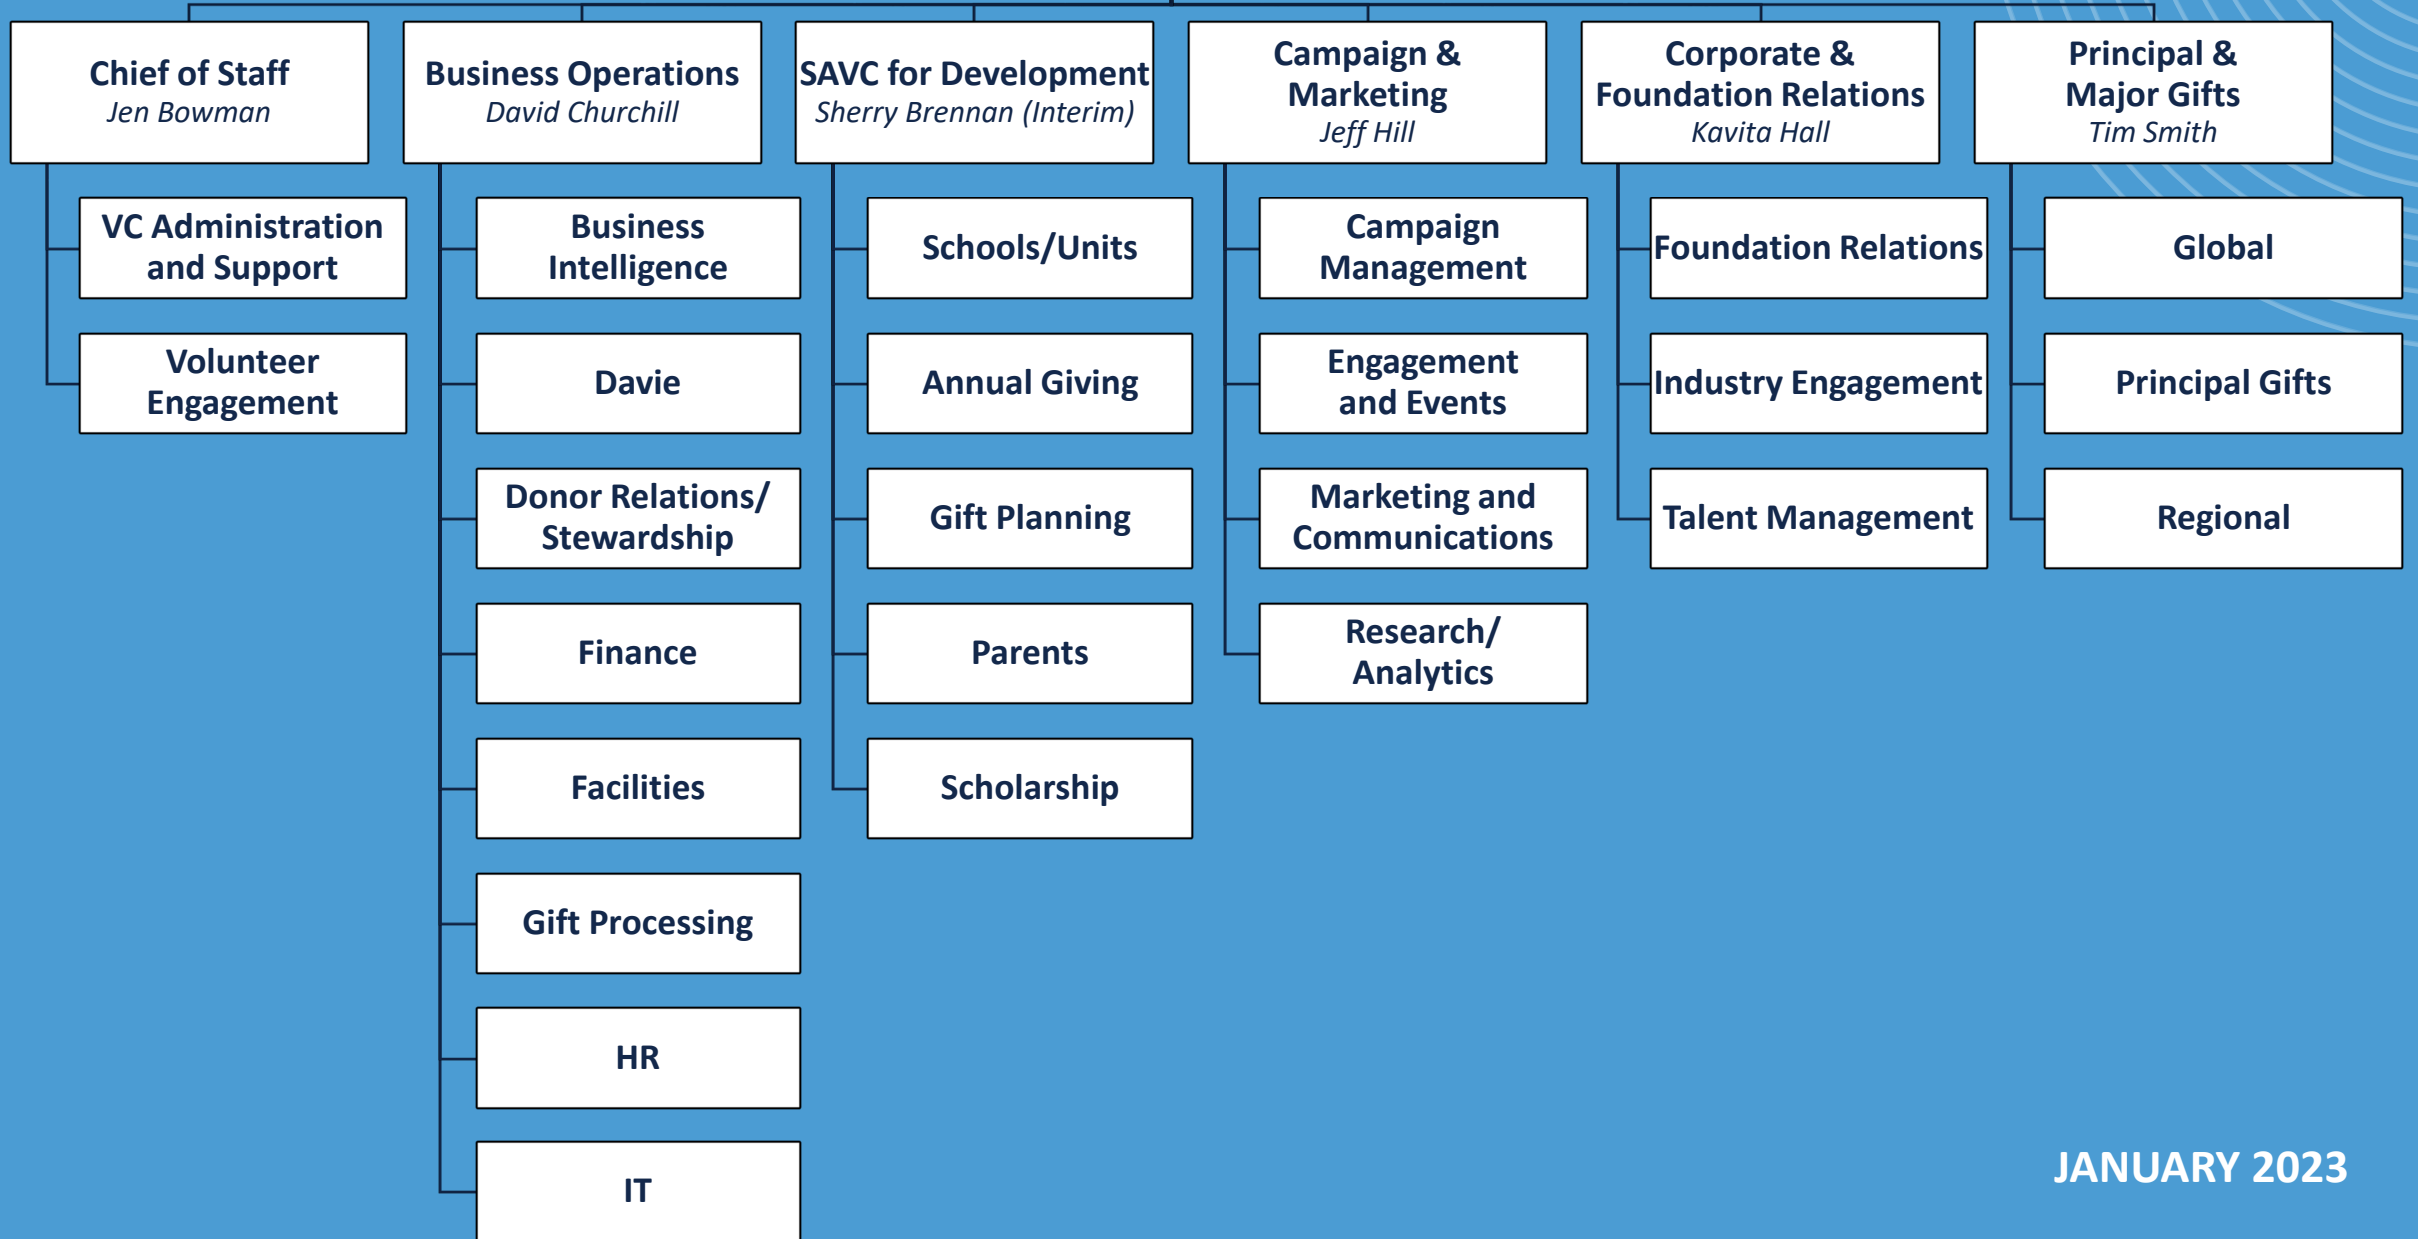 Chief of Staff
Jen Bowman
VC Administration
and Support
Volunteer
Engagement
Business Operations
David Churchill
Business
Intelligence
Davie
Donor Relations/
Stewardship
Finance
Facilities
Gift Processing
HR
IT
SAVC for Development
Sherry Brennan (Interim)
Schools/Units
Annual Giving
Gift Planning
Parents
Scholarship
Campaign &
Marketing
Jeff Hill
Campaign
Management
Engagement
and Events
Marketing and
Communications
Research/
Analytics
Corporate &
Foundation Relations
Kavita Hall
Foundation Relations
Industry Engagement
Talent Management
Principal &
Major Gifts
Tim Smith
Global
Principal Gifts
Regional
JANUARY 2023